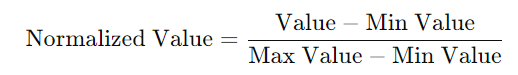 Normalized Value = Value − Min Value / Max Value − Min Value